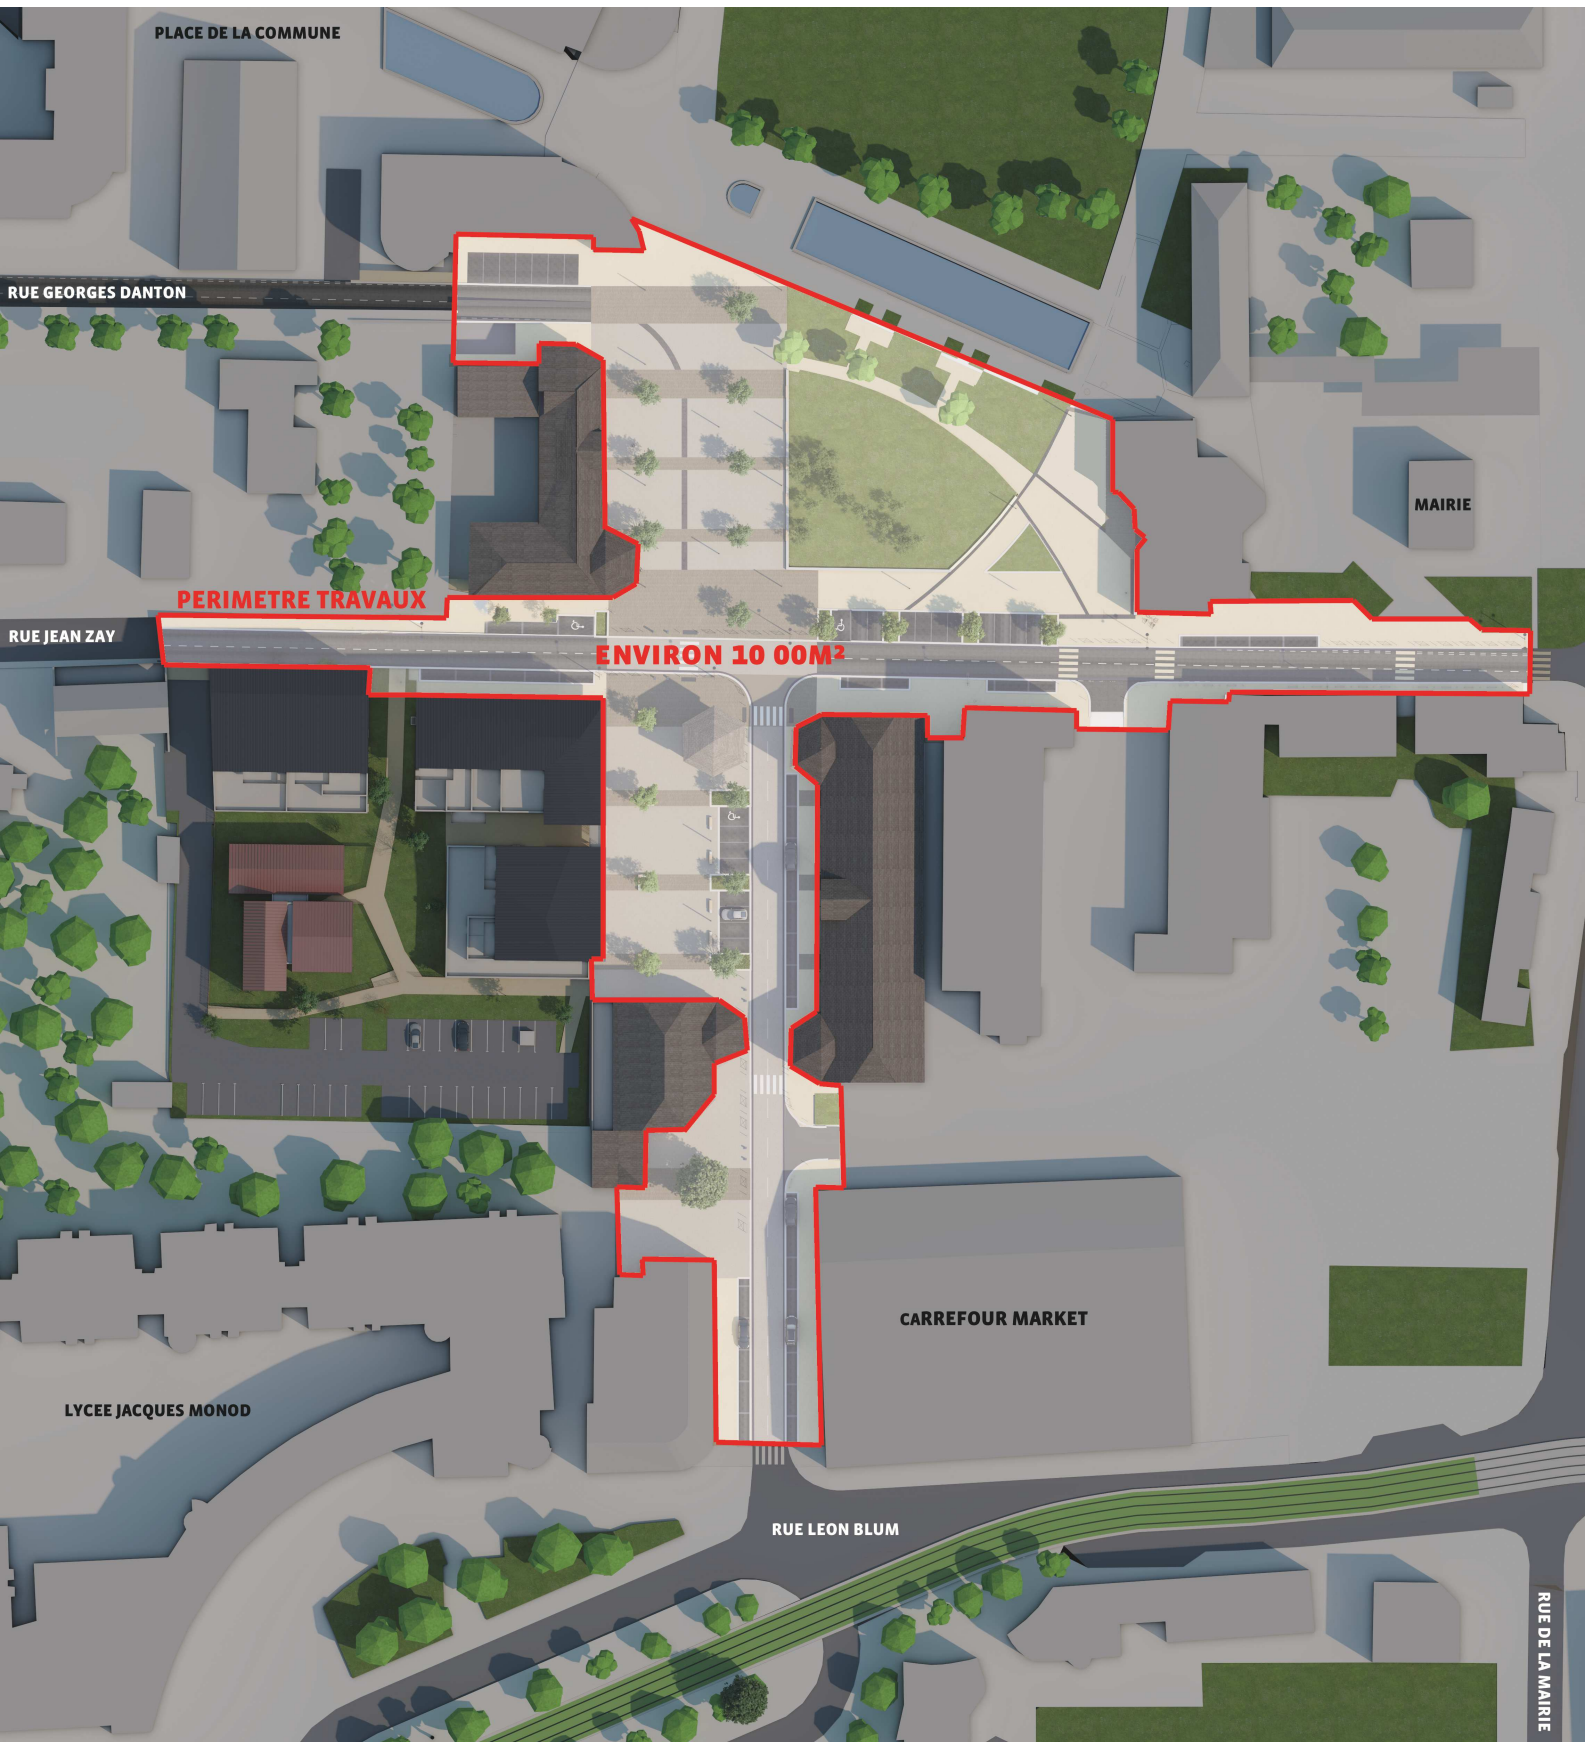 PLACE DE LA COMMUNE
RUE GEORGES DANTON
MAIRIE
PERIMETRE TRAVAUX
RUE JEAN ZAY
ENVIRON 10 00M²
CARREFOUR MARKET
LYCEE JACQUES MONOD
RUE LEON BLUM
RUE DE LA MAIRIE